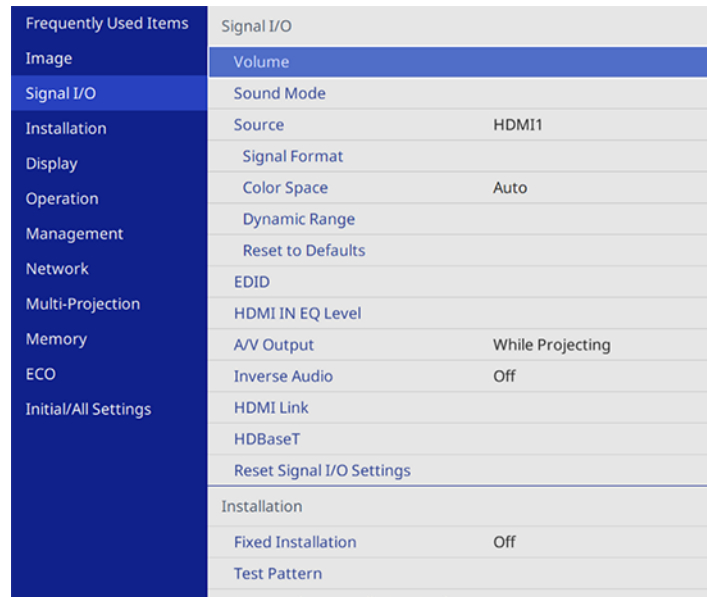 Frequently Used Items
Image
Signal I/O
Installation
Display
Operation
Management
Network
Multi-Projection
Memory
ECO
Initial/All Settings
Signal I/O
Volume
Sound Mode
Source HDMI1
Signal Format
Color Space Auto
Dynamic Range
Reset to Defaults
EDID
HDMI IN EQ Level
A/V Output While Projecting
Inverse Audio Off
HDMI Link
HDBaseT
Reset Signal I/O Settings
Installation
Fixed Installation Off
Test Pattern